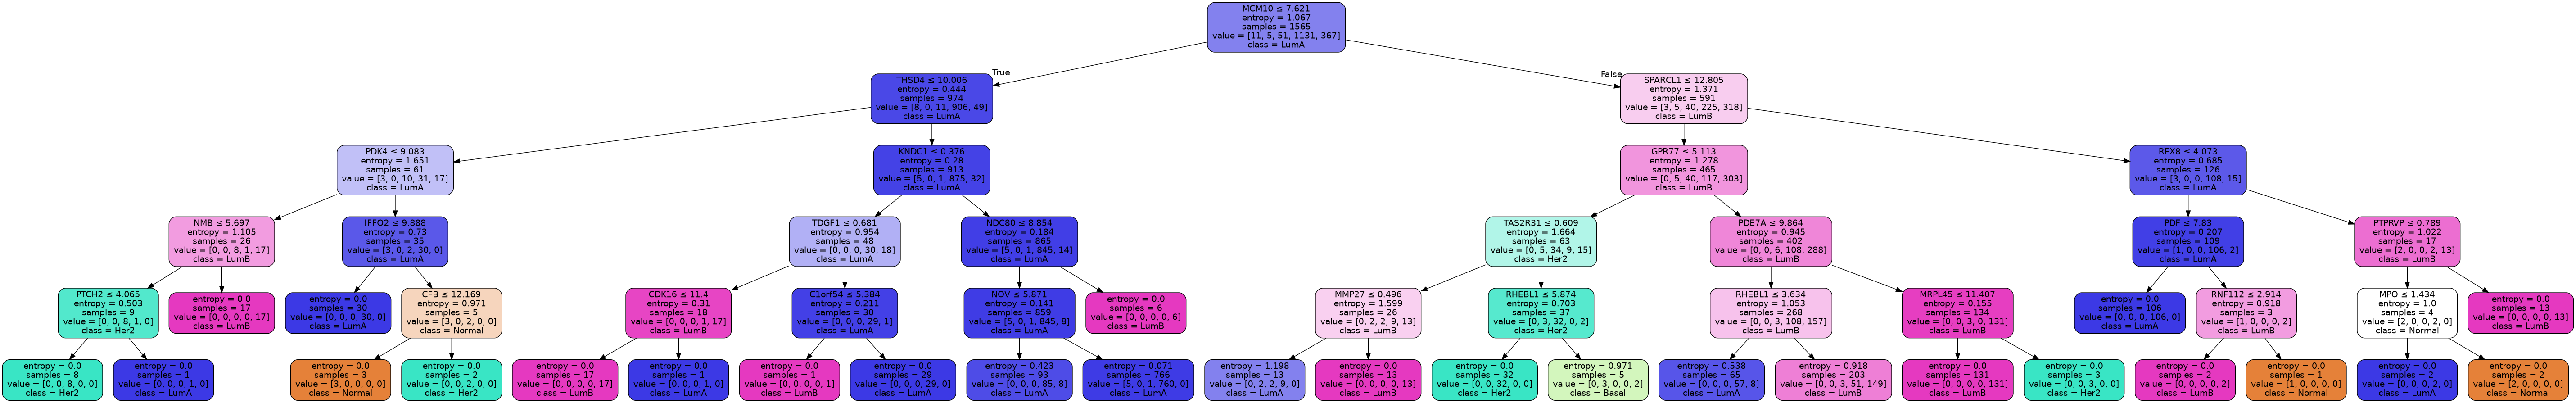 MCM10 ≤ 7.621
entropy = 1.067
samples = 1565
value = [11, 5, 51, 1131, 367]
class = LumA
True
False
THSD4 ≤ 10.006
entropy = 0.444
samples = 974
value = [8, 0, 11, 906, 49]
class = LumA
SPARCL1 ≤ 12.805
entropy = 1.371
samples = 591
value = [3, 5, 40, 225, 318]
class = LumB
PDK4 ≤ 9.083
entropy = 1.651
samples = 61
value = [3, 0, 10, 31, 17]
class = LumA
KNDC1 ≤ 0.376
entropy = 0.28
samples = 913
value = [5, 0, 1, 875, 32]
class = LumA
GPR77 ≤ 5.113
entropy = 1.278
samples = 465
value = [0, 5, 40, 117, 303]
class = LumB
RFX8 ≤ 4.073
entropy = 0.685
samples = 126
value = [3, 0, 0, 108, 15]
class = LumA
NMB ≤ 5.697
entropy = 1.105
samples = 26
value = [0, 0, 8, 1, 17]
class = LumB
IFFO2 ≤ 9.888
entropy = 0.73
samples = 35
value = [3, 0, 2, 30, 0]
class = LumA
TDGF1 ≤ 0.681
entropy = 0.954
samples = 48
value = [0, 0, 0, 30, 18]
class = LumA
NDC80 ≤ 8.854
entropy = 0.184
samples = 865
value = [5, 0, 1, 845, 14]
class = LumA
TAS2R31 ≤ 0.609
entropy = 1.664
samples = 63
value = [0, 5, 34, 9, 15]
class = Her2
PDE7A ≤ 9.864
entropy = 0.945
samples = 402
value = [0, 0, 6, 108, 288]
class = LumB
PDF ≤ 7.83
entropy = 0.207
samples = 109
value = [1, 0, 0, 106, 2]
class = LumA
PTPRVP ≤ 0.789
entropy = 1.022
samples = 17
value = [2, 0, 0, 2, 13]
class = LumB
PTCH2 ≤ 4.065
entropy = 0.503
samples = 9
value = [0, 0, 8, 1, 0]
class = Her2
entropy = 0.0
samples = 17
value = [0, 0, 0, 0, 17]
class = LumB
entropy = 0.0
samples = 30
value = [0, 0, 0, 30, 0]
class = LumA
CFB ≤ 12.169
entropy = 0.971
samples = 5
value = [3, 0, 2, 0, 0]
class = Normal
CDK16 ≤ 11.4
entropy = 0.31
samples = 18
value = [0, 0, 0, 1, 17]
class = LumB
C1orf54 ≤ 5.384
entropy = 0.211
samples = 30
value = [0, 0, 0, 29, 1]
class = LumA
NOV ≤ 5.871
entropy = 0.141
samples = 859
value = [5, 0, 1, 845, 8]
class = LumA
entropy = 0.0
samples = 6
value = [0, 0, 0, 0, 6]
class = LumB
MMP27 ≤ 0.496
entropy = 1.599
samples = 26
value = [0, 2, 2, 9, 13]
class = LumB
RHEBL1 ≤ 5.874
entropy = 0.703
samples = 37
value = [0, 3, 32, 0, 2]
class = Her2
RHEBL1 ≤ 3.634
entropy = 1.053
samples = 268
value = [0, 0, 3, 108, 157]
class = LumB
MRPL45 ≤ 11.407
entropy = 0.155
samples = 134
value = [0, 0, 3, 0, 131]
class = LumB
entropy = 0.0
samples = 106
value = [0, 0, 0, 106, 0]
class = LumA
RNF112 ≤ 2.914
entropy = 0.918
samples = 3
value = [1, 0, 0, 0, 2]
class = LumB
MPO ≤ 1.434
entropy = 1.0
samples = 4
value = [2, 0, 0, 2, 0]
class = Normal
entropy = 0.0
samples = 13
value = [0, 0, 0, 0, 13]
class = LumB
entropy = 0.0
samples = 8
value = [0, 0, 8, 0, 0]
class = Her2
entropy = 0.0
samples = 1
value = [0, 0, 0, 1, 0]
class = LumA
entropy = 0.0
samples = 3
value = [3, 0, 0, 0, 0]
class = Normal
entropy = 0.0
samples = 2
value = [0, 0, 2, 0, 0]
class = Her2
entropy = 0.0
samples = 17
value = [0, 0, 0, 0, 17]
class = LumB
entropy = 0.0
samples = 1
value = [0, 0, 0, 1, 0]
class = LumA
entropy = 0.0
samples = 1
value = [0, 0, 0, 0, 1]
class = LumB
entropy = 0.0
samples = 29
value = [0, 0, 0, 29, 0]
class = LumA
entropy = 0.423
samples = 93
value = [0, 0, 0, 85, 8]
class = LumA
entropy = 0.071
samples = 766
value = [5, 0, 1, 760, 0]
class = LumA
entropy = 1.198
samples = 13
value = [0, 2, 2, 9, 0]
class = LumA
entropy = 0.0
samples = 13
value = [0, 0, 0, 0, 13]
class = LumB
entropy = 0.0
samples = 32
value = [0, 0, 32, 0, 0]
class = Her2
entropy = 0.971
samples = 5
value = [0, 3, 0, 0, 2]
class = Basal
entropy = 0.538
samples = 65
value = [0, 0, 0, 57, 8]
class = LumA
entropy = 0.918
samples = 203
value = [0, 0, 3, 51, 149]
class = LumB
entropy = 0.0
samples = 131
value = [0, 0, 0, 0, 131]
class = LumB
entropy = 0.0
samples = 3
value = [0, 0, 3, 0, 0]
class = Her2
entropy = 0.0
samples = 2
value = [0, 0, 0, 0, 2]
class = LumB
entropy = 0.0
samples = 1
value = [1, 0, 0, 0, 0]
class = Normal
entropy = 0.0
samples = 2
value = [0, 0, 0, 2, 0]
class = LumA
entropy = 0.0
samples = 2
value = [2, 0, 0, 0, 0]
class = Normal